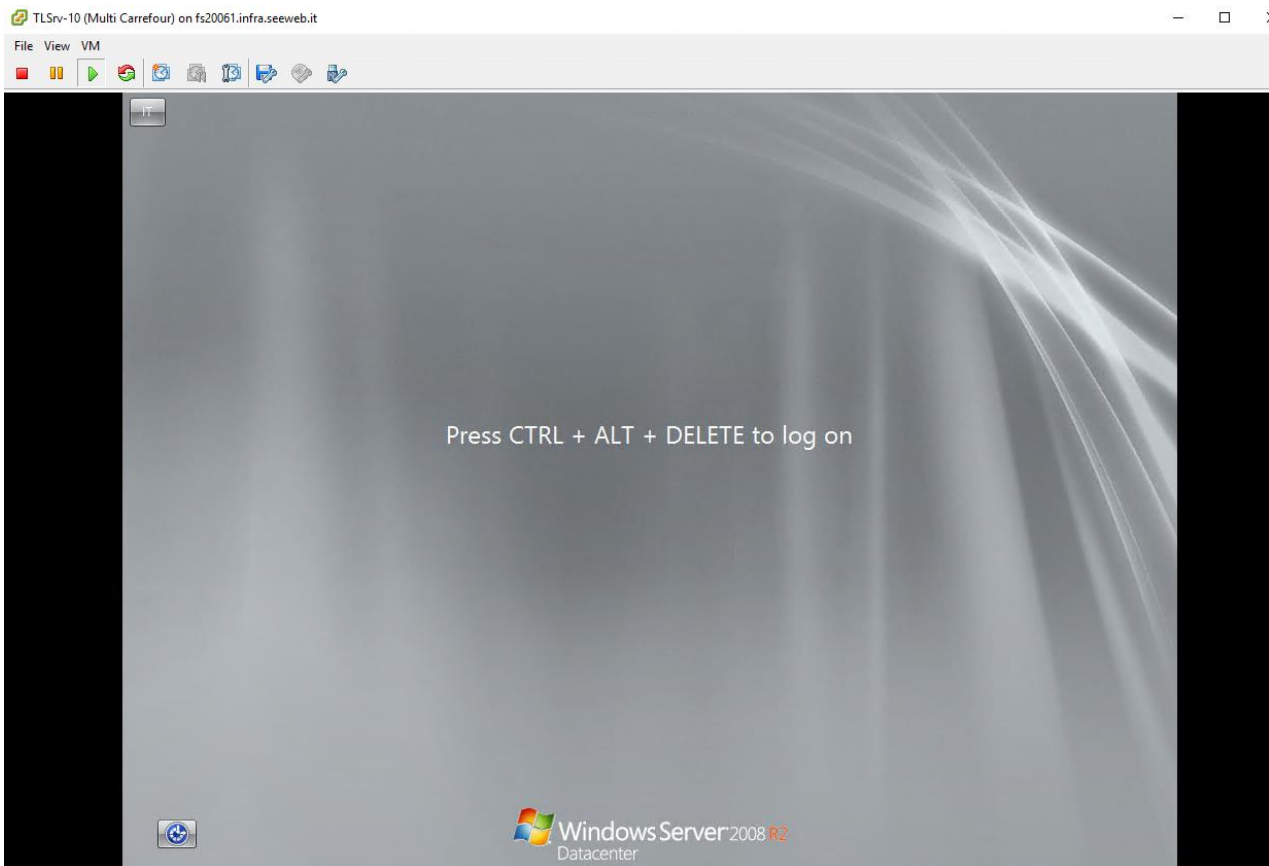 TLSrv-10 (Multi Carrefour) on fs20061.infra.seeweb.it
File View VM
IT
Press CTRL + ALT + DELETE to log on
Windows Server 2008 R2
Datacenter